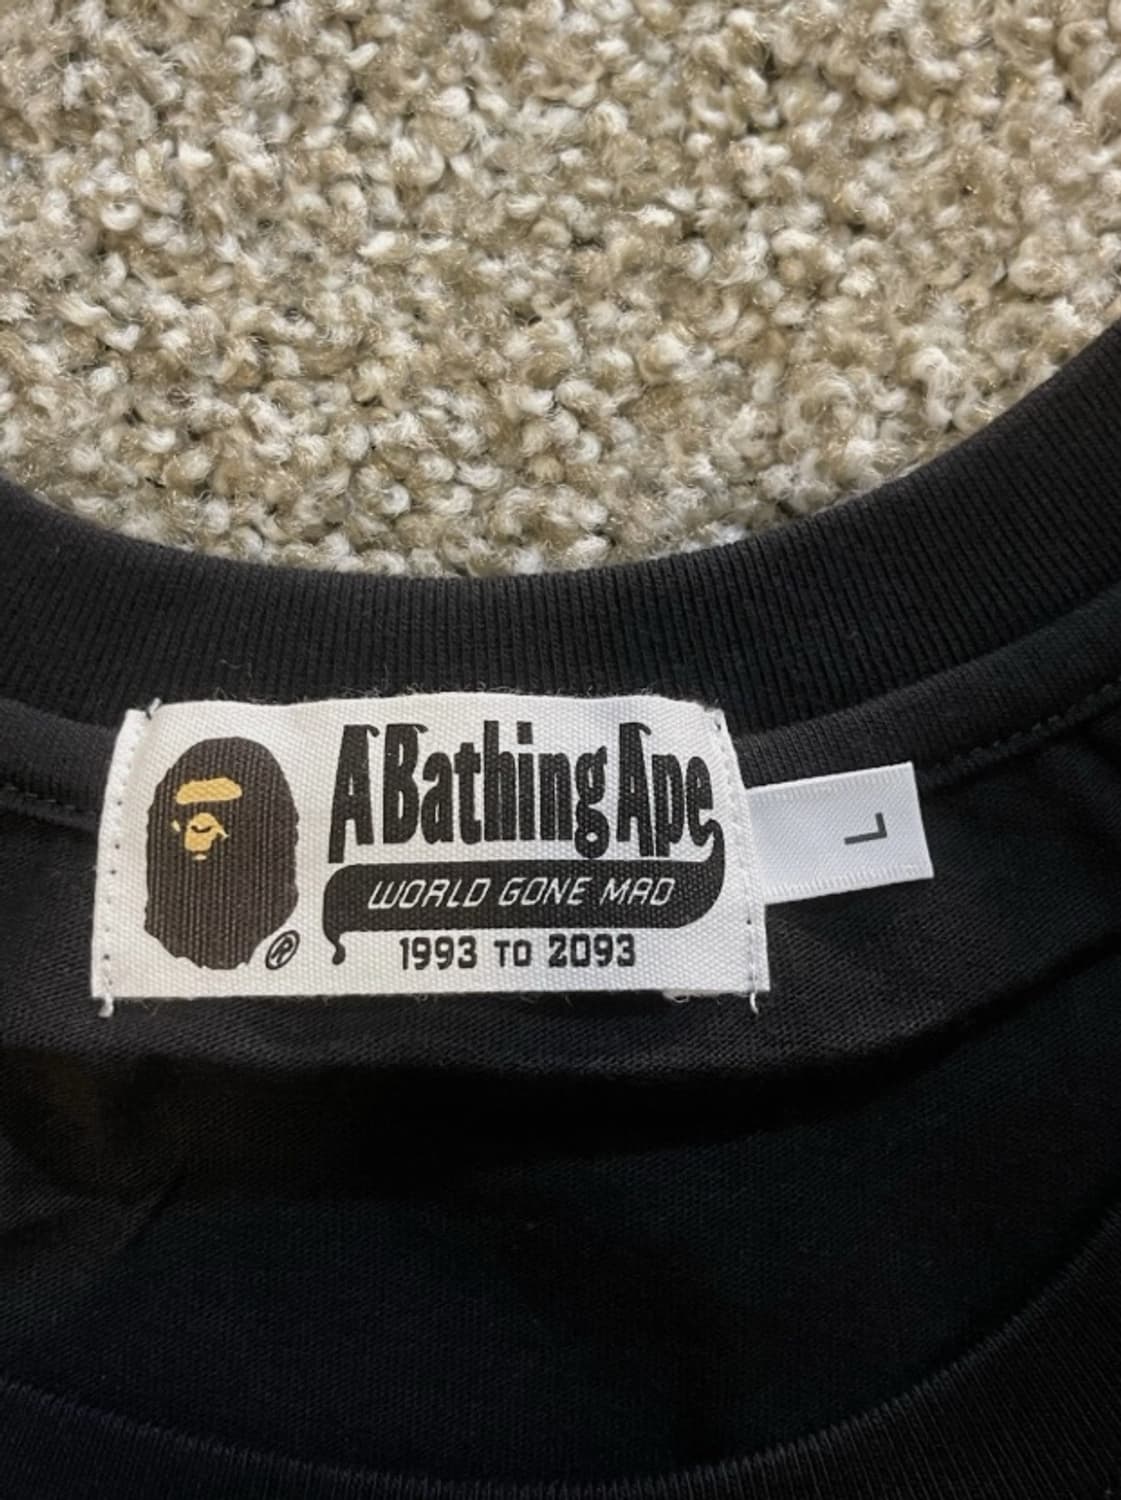 A Bathing Ape
WORLD GONE MAD
1993 TO 2093
®
L